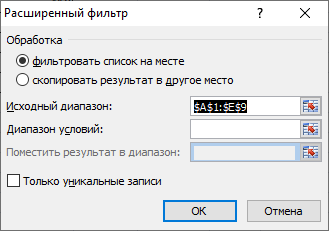 Расширенный фильтр
Обработка
фильтровать список на месте
скопировать результат в другое место
Исходный диапазон:
$A$1:$E$9
Диапазон условий:
Поместить результат в диапазон:
Только уникальные записи
ОК
Отмена